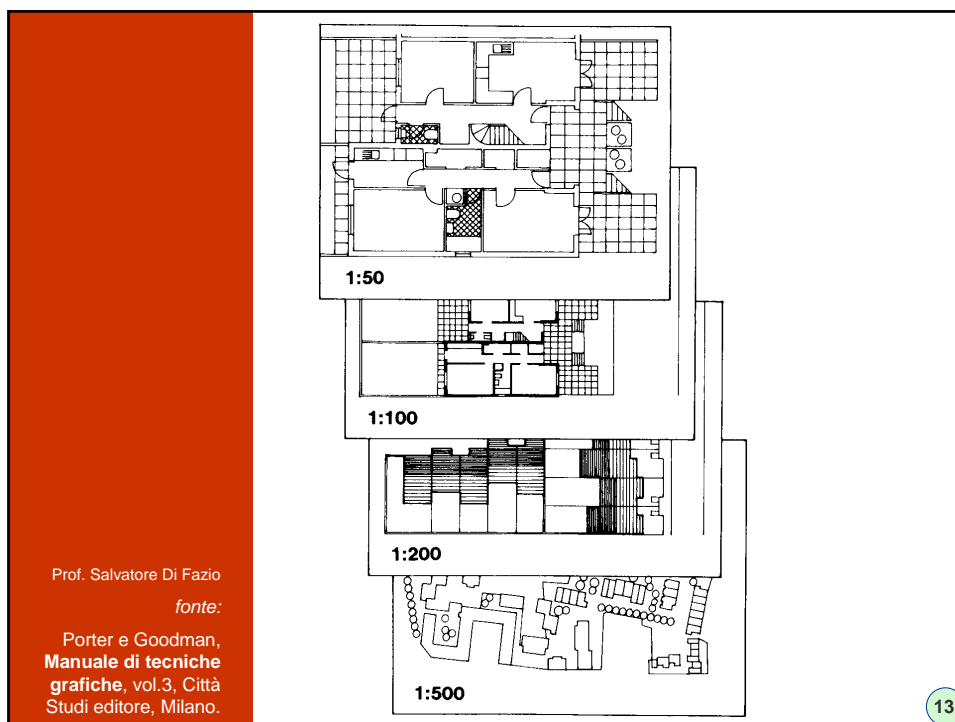 1:50
1:100
1:200
1:500
Prof. Salvatore Di Fazio
fonte:
Porter e Goodman,
Manuale di tecniche
grafiche, vol.3, Città
Studi editore, Milano.
13